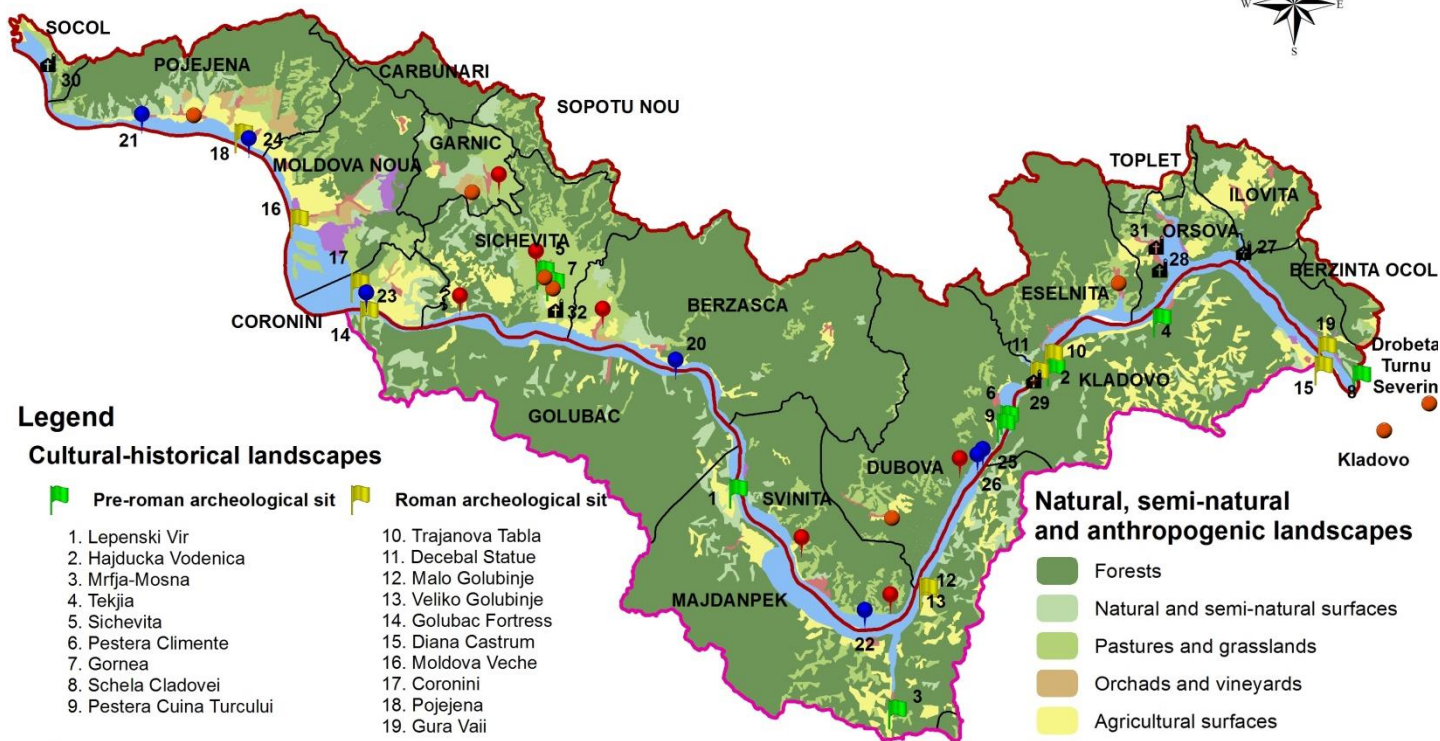 W E
S
SOCOL
30
POJEJENA
CARBUNARI
SOPOTU NOU
21
18
24
GARNIC
MOLDOVA NOUA
16
17
SICHEVITA
5
7
23
32
CORONINI
14
BERZASCA
20
GOLUBAC
TOPLET
ILOVITA
31
ORSOVA
27
28
BERZINTA OCOL
ESELNITA
4
11
10
2
KLADOVO
19
15
8
Drobeta
Turnu
Severin
6
9
29
Kladovo
DUBOVA
25
26
1
SVINITA
MAJDANPEK
12
13
22
3
Legend
Cultural-historical landscapes
Pre-roman archeological sit
1. Lepenski Vir
2. Hajducka Vodenica
3. Mrfja-Mosna
4. Tekjia
5. Sichevita
6. Pestera Climente
7. Gornea
8. Schela Cladovei
9. Pestera Cuina Turcului
Roman archeological sit
10. Trajanova Tabla
11. Decebal Statue
12. Malo Golubinje
13. Veliko Golubinje
14. Golubac Fortress
15. Diana Castrum
16. Moldova Veche
17. Coronini
18. Pojejena
19. Gura Vaii
Natural, semi-natural
and anthropogenic landscapes
Forests
Natural and semi-natural surfaces
Pastures and grasslands
Orchads and vineyards
Agricultural surfaces